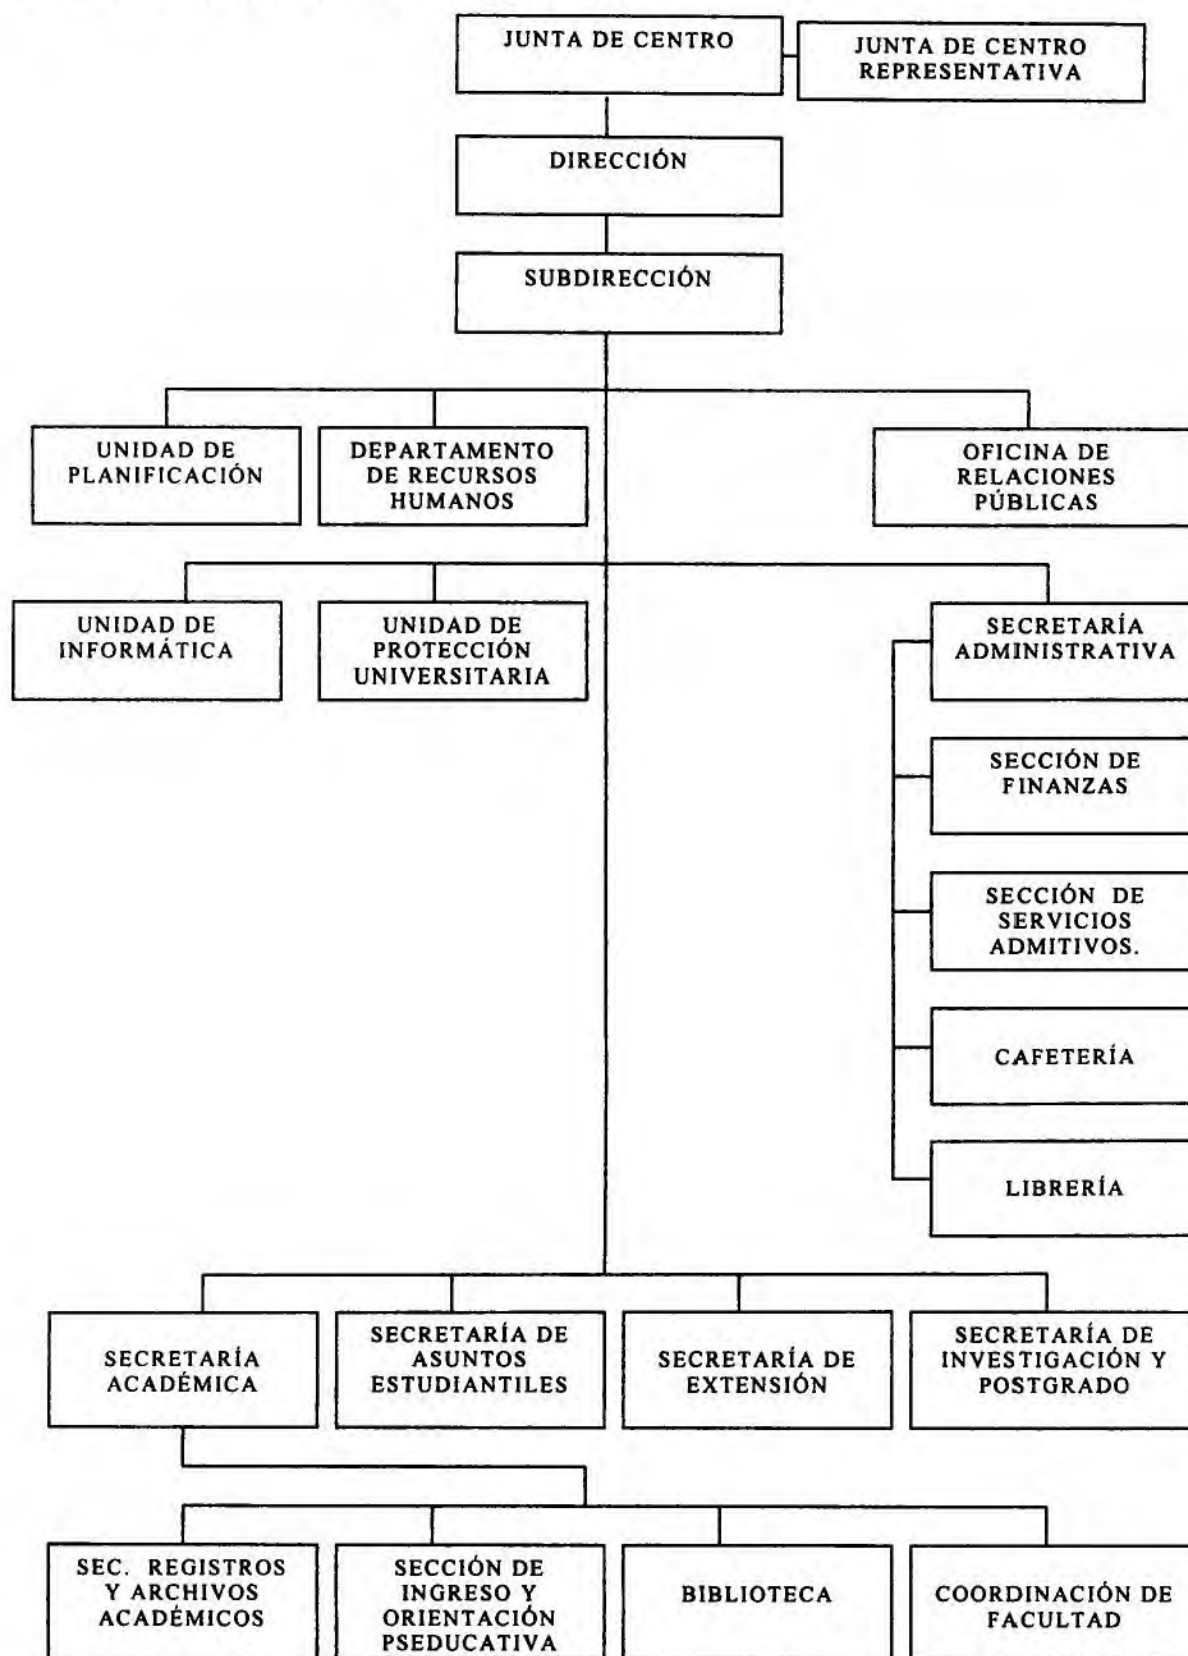 JUNTA DE CENTRO
JUNTA DE CENTRO
REPRESENTATIVA
DIRECCIÓN
SUBDIRECCIÓN
UNIDAD DE
PLANIFICACIÓN
DEPARTAMENTO
DE RECURSOS
HUMANOS
OFICINA DE
RELACIONES
PÚBLICAS
UNIDAD DE
INFORMÁTICA
UNIDAD DE
PROTECCIÓN
UNIVERSITARIA
SECRETARÍA
ADMINISTRATIVA
SECCIÓN DE
FINANZAS
SECCIÓN DE
SERVICIOS
ADMITIVOS.
CAFETERÍA
LIBRERÍA
SECRETARÍA
ACADÉMICA
SECRETARÍA DE
ASUNTOS
ESTUDIANTILES
SECRETARÍA DE
EXTENSIÓN
SECRETARÍA DE
INVESTIGACIÓN Y
POSTGRADO
SEC. REGISTROS
Y ARCHIVOS
ACADÉMICOS
SECCIÓN DE
INGRESO Y
ORIENTACIÓN
PSEDUCATIVA
BIBLIOTECA
COORDINACIÓN DE
FACULTAD